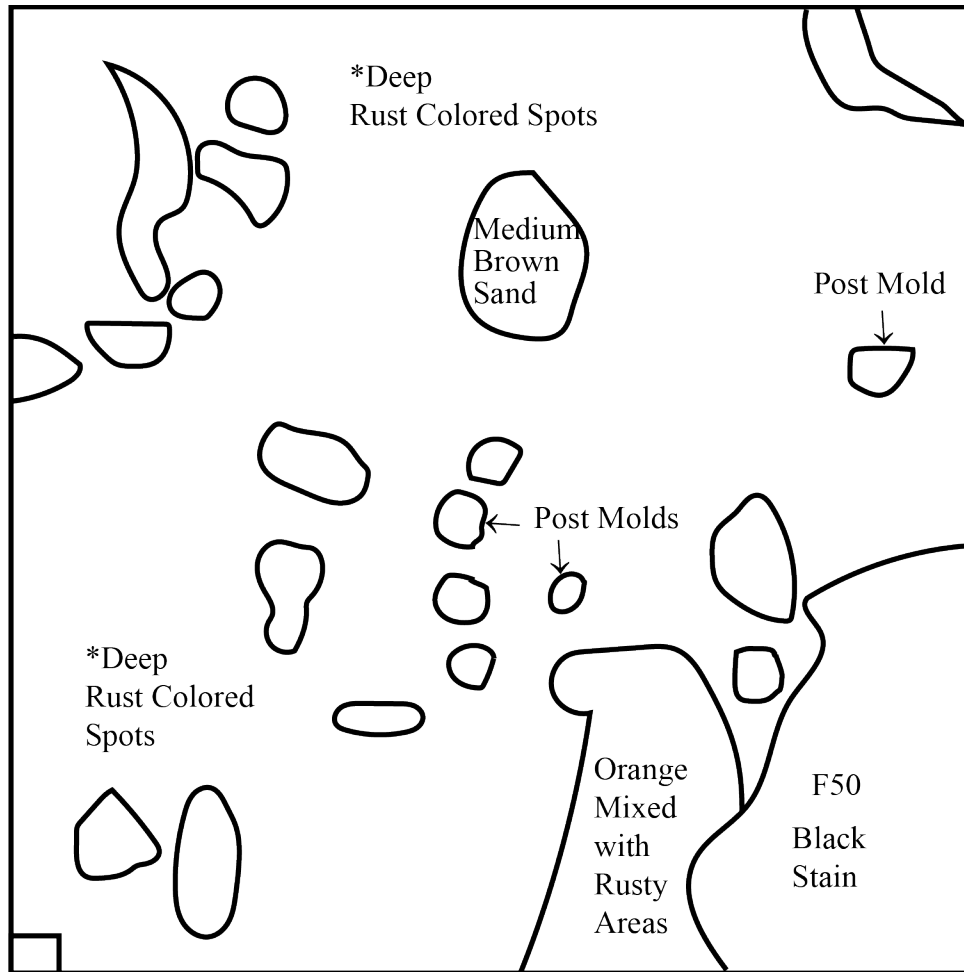 *Deep
Rust Colored Spots
Medium
Brown
Sand
Post Mold
Post Molds
*Deep
Rust Colored
Spots
Orange
Mixed
with
Rusty
Areas
F50
Black
Stain